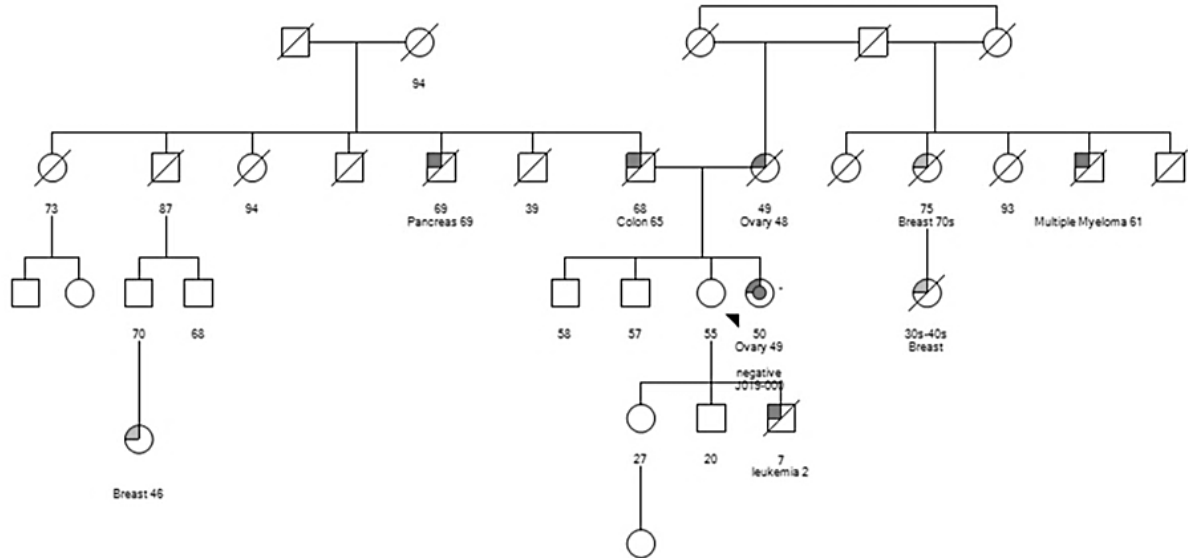 94
73
87
94
69
Pancreas 69
39
68
Colon 65
49
Ovary 48
75
Breast 70s
93
Multiple Myeloma 61
70
68
58
57
55
50
Ovary 49
negative
J019-000
30s-40s
Breast
Breast 46
27
20
7
leukemia 2